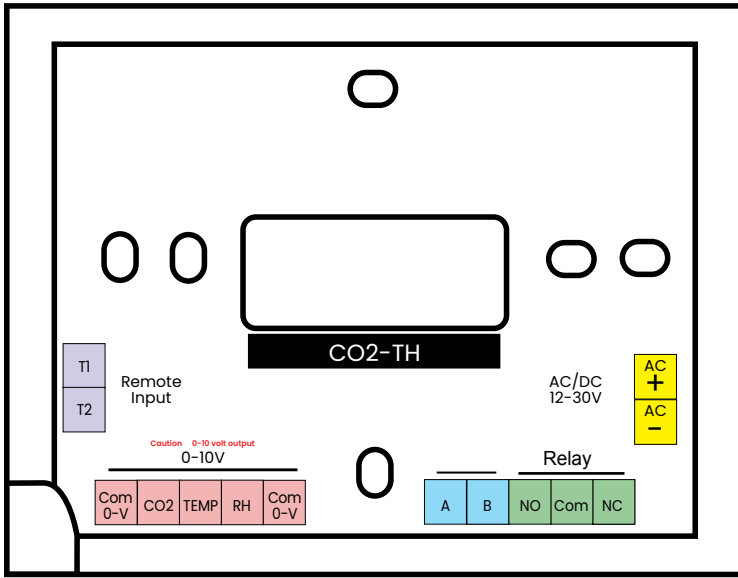 CO2-TH
T1
T2
Remote
Input
AC/DC
12-30V
AC
+
AC
-
Caution 0-10 volt output
0-10V
Com
0-V
CO2
TEMP
RH
Com
0-V
Relay
A
B
NO
Com
NC